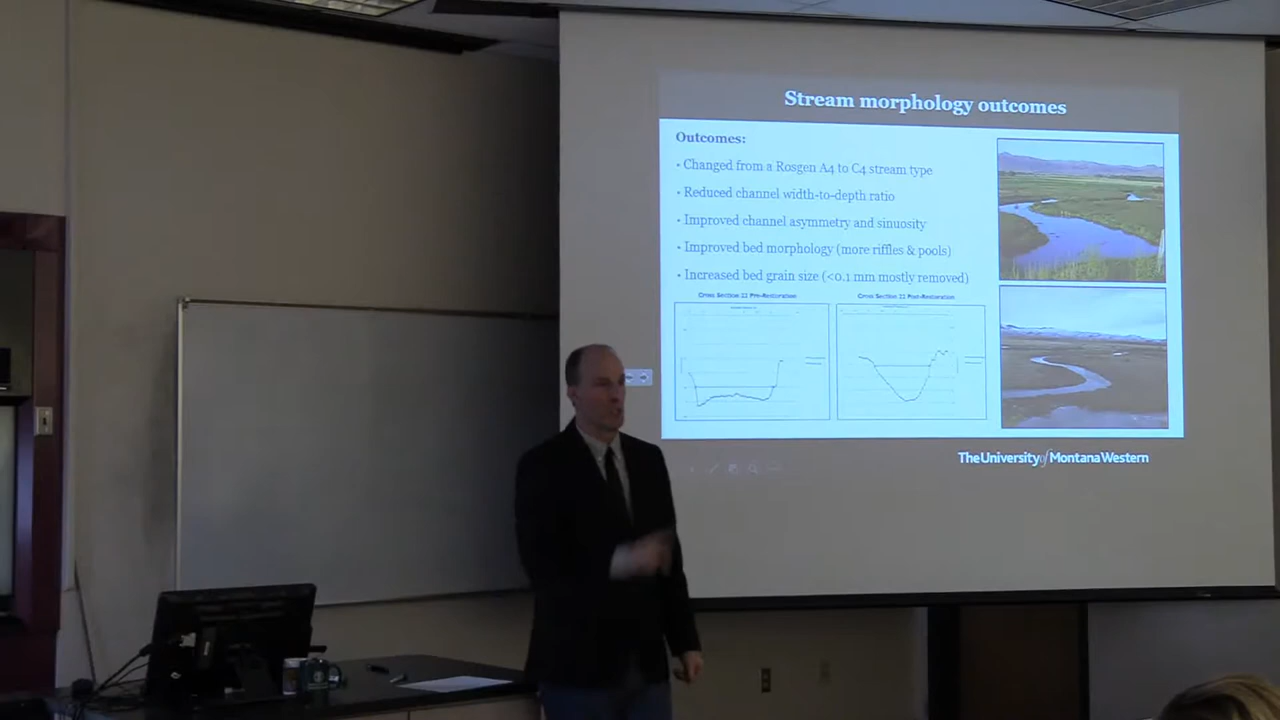 Stream morphology outcomes
Outcomes:
• Changed from a Rosgen A4 to C4 stream type
• Reduced channel width-to-depth ratio
• Improved channel asymmetry and sinuosity
• Improved bed morphology (more riffles & pools)
• Increased bed grain size (<0.1 mm mostly removed)
Cross Section 22 Pre-Restoration
Cross Section 22 Post-Restoration
The University of Montana Western